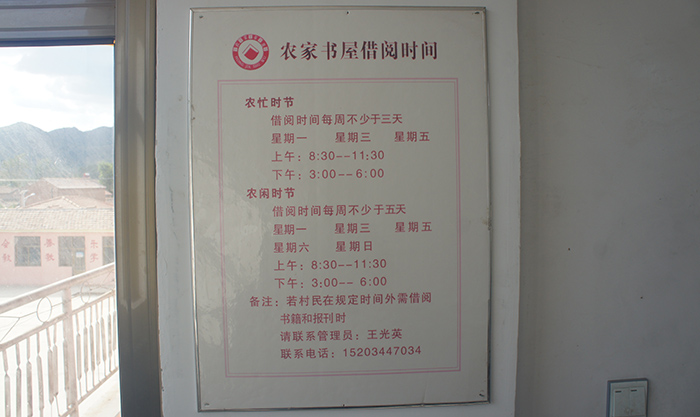 农家书屋借阅时间
农忙时节
借阅时间每周不少于三天
星期一 星期三 星期五
上午：8:30--11:30
下午：3:00--6:00
农闲时节
借阅时间每周不少于五天
星期一 星期三 星期五
星期六 星期日
上午：8:30--11:30
下午：3:00--6:00
备注：若村民在规定时间外需借阅
书籍和报刊时
请联系管理员：王光英
联系电话：15203447034